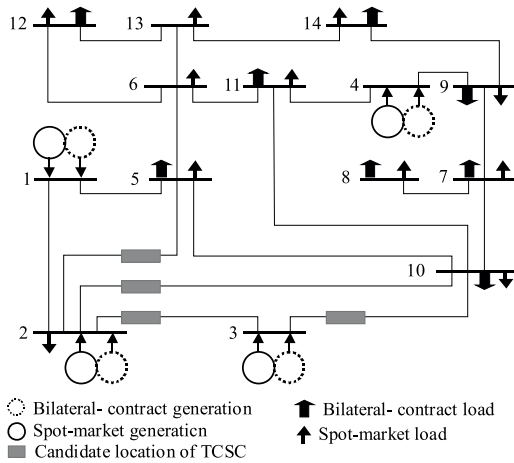 12 13 14
6 11 4 9
1 5 8 7
10
2 3
Bilateral- contract generation
Bilateral-contract load
Spot-market generaticn
Spot-market load
Candidate location of TCSC